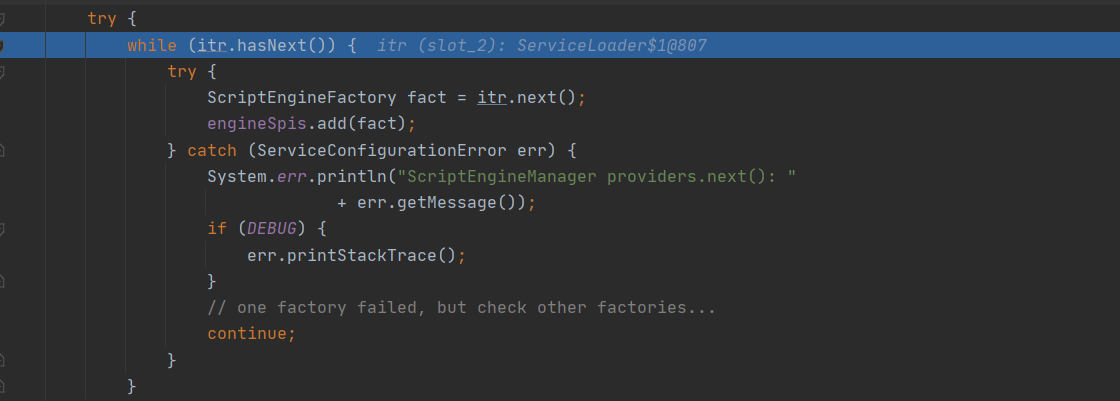 try {
while (itr.hasNext()) {  itr (slot_2): ServiceLoader$1@807
try {
ScriptEngineFactory fact = itr.next();
engineSpis.add(fact);
} catch (ServiceConfigurationError err) {
System.err.println("ScriptEngineManager providers.next(): "
+ err.getMessage());
if (DEBUG) {
err.printStackTrace();
}
// one factory failed, but check other factories...
continue;
}
}